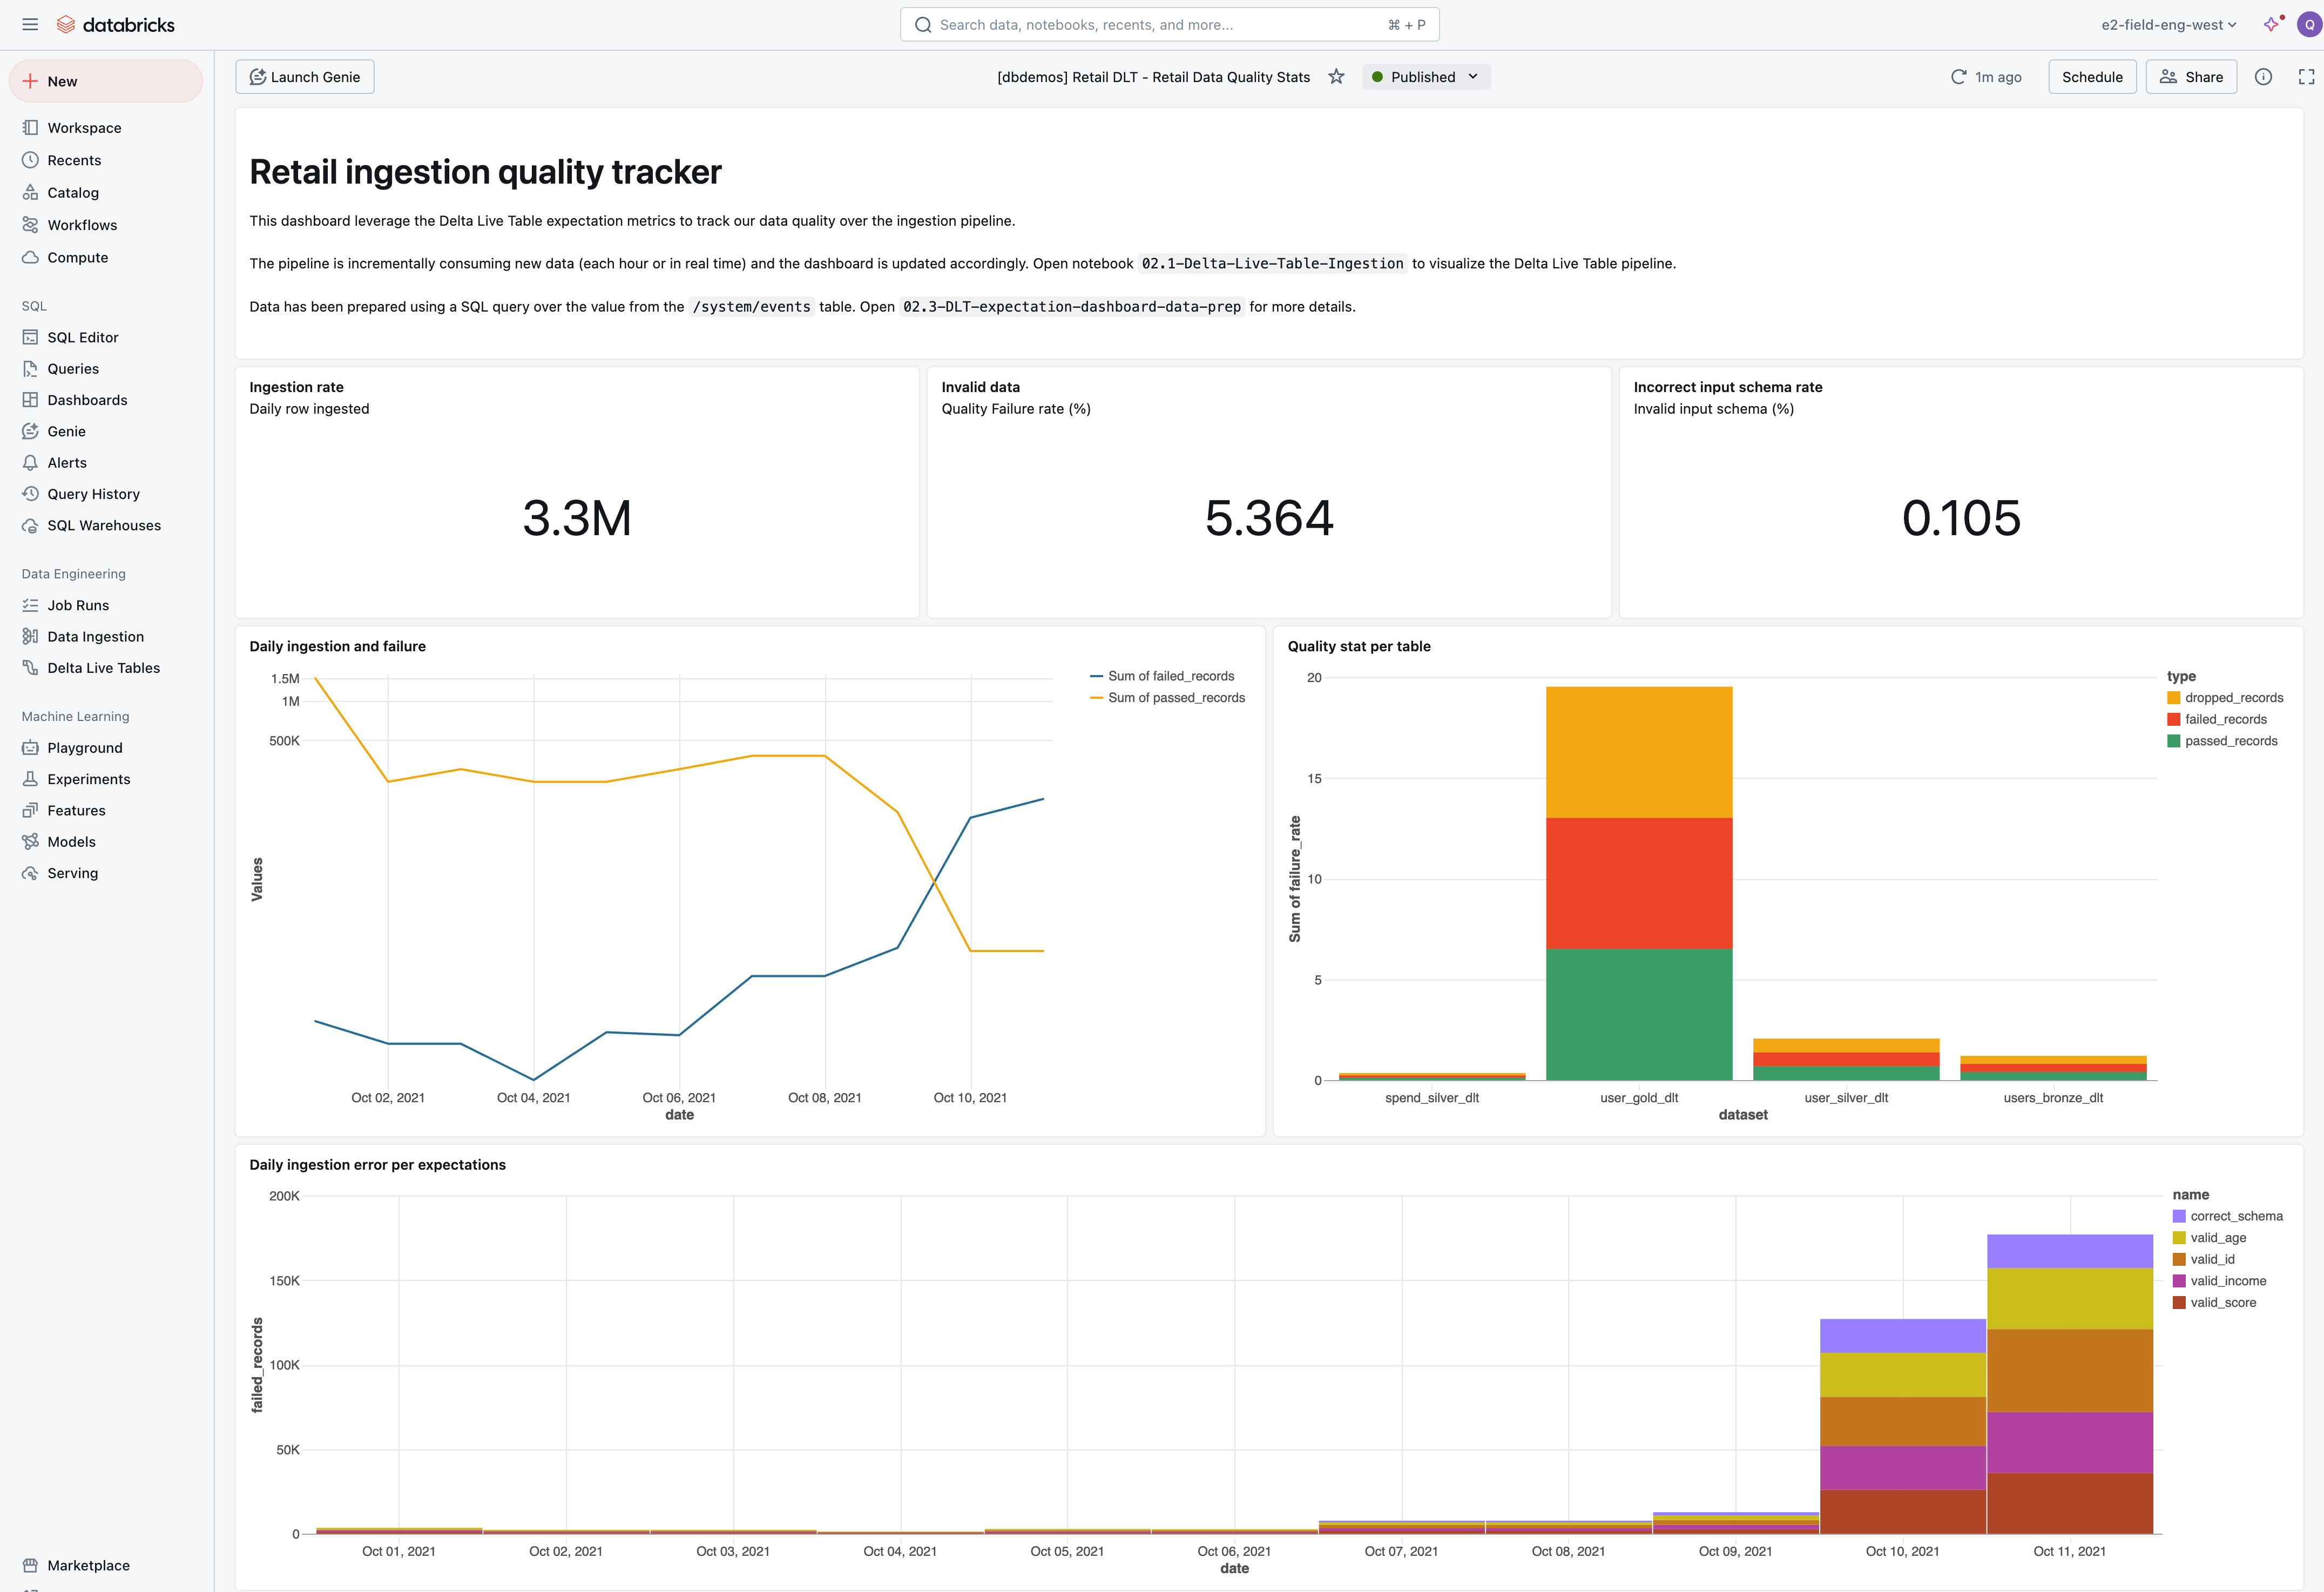 databricks
Search data, notebooks, recents, and more...
⌘ + P
e2-field-eng-west
Q
New
Workspace
Recents
Catalog
Workflows
Compute
SQL
SQL Editor
Queries
Dashboards
Genie
Alerts
Query History
SQL Warehouses
Data Engineering
Job Runs
Data Ingestion
Delta Live Tables
Machine Learning
Playground
Experiments
Features
Models
Serving
Marketplace
Launch Genie
[dbdemos] Retail DLT - Retail Data Quality Stats
Published
1m ago
Schedule
Share
Retail ingestion quality tracker
This dashboard leverage the Delta Live Table expectation metrics to track our data quality over the ingestion pipeline.
The pipeline is incrementally consuming new data (each hour or in real time) and the dashboard is updated accordingly. Open notebook 02.1-Delta-Live-Table-Ingestion to visualize the Delta Live Table pipeline.
Data has been prepared using a SQL query over the value from the /system/events table. Open 02.3-DLT-expectation-dashboard-data-prep for more details.
Ingestion rate
Daily row ingested
3.3M
Invalid data
Quality Failure rate (%)
5.364
Incorrect input schema rate
Invalid input schema (%)
0.105
Daily ingestion and failure
1.5M
1M
500K
Values
Oct 02, 2021
Oct 04, 2021
Oct 06, 2021
Oct 08, 2021
Oct 10, 2021
date
Sum of failed_records
Sum of passed_records
Quality stat per table
20
15
10
5
0
Sum of failure_rate
spend_silver_dlt
user_gold_dlt
user_silver_dlt
users_bronze_dlt
dataset
type
dropped_records
failed_records
passed_records
Daily ingestion error per expectations
200K
150K
100K
50K
0
failed_records
Oct 01, 2021
Oct 02, 2021
Oct 03, 2021
Oct 04, 2021
Oct 05, 2021
Oct 06, 2021
Oct 07, 2021
Oct 08, 2021
Oct 09, 2021
Oct 10, 2021
Oct 11, 2021
date
name
correct_schema
valid_age
valid_id
valid_income
valid_score